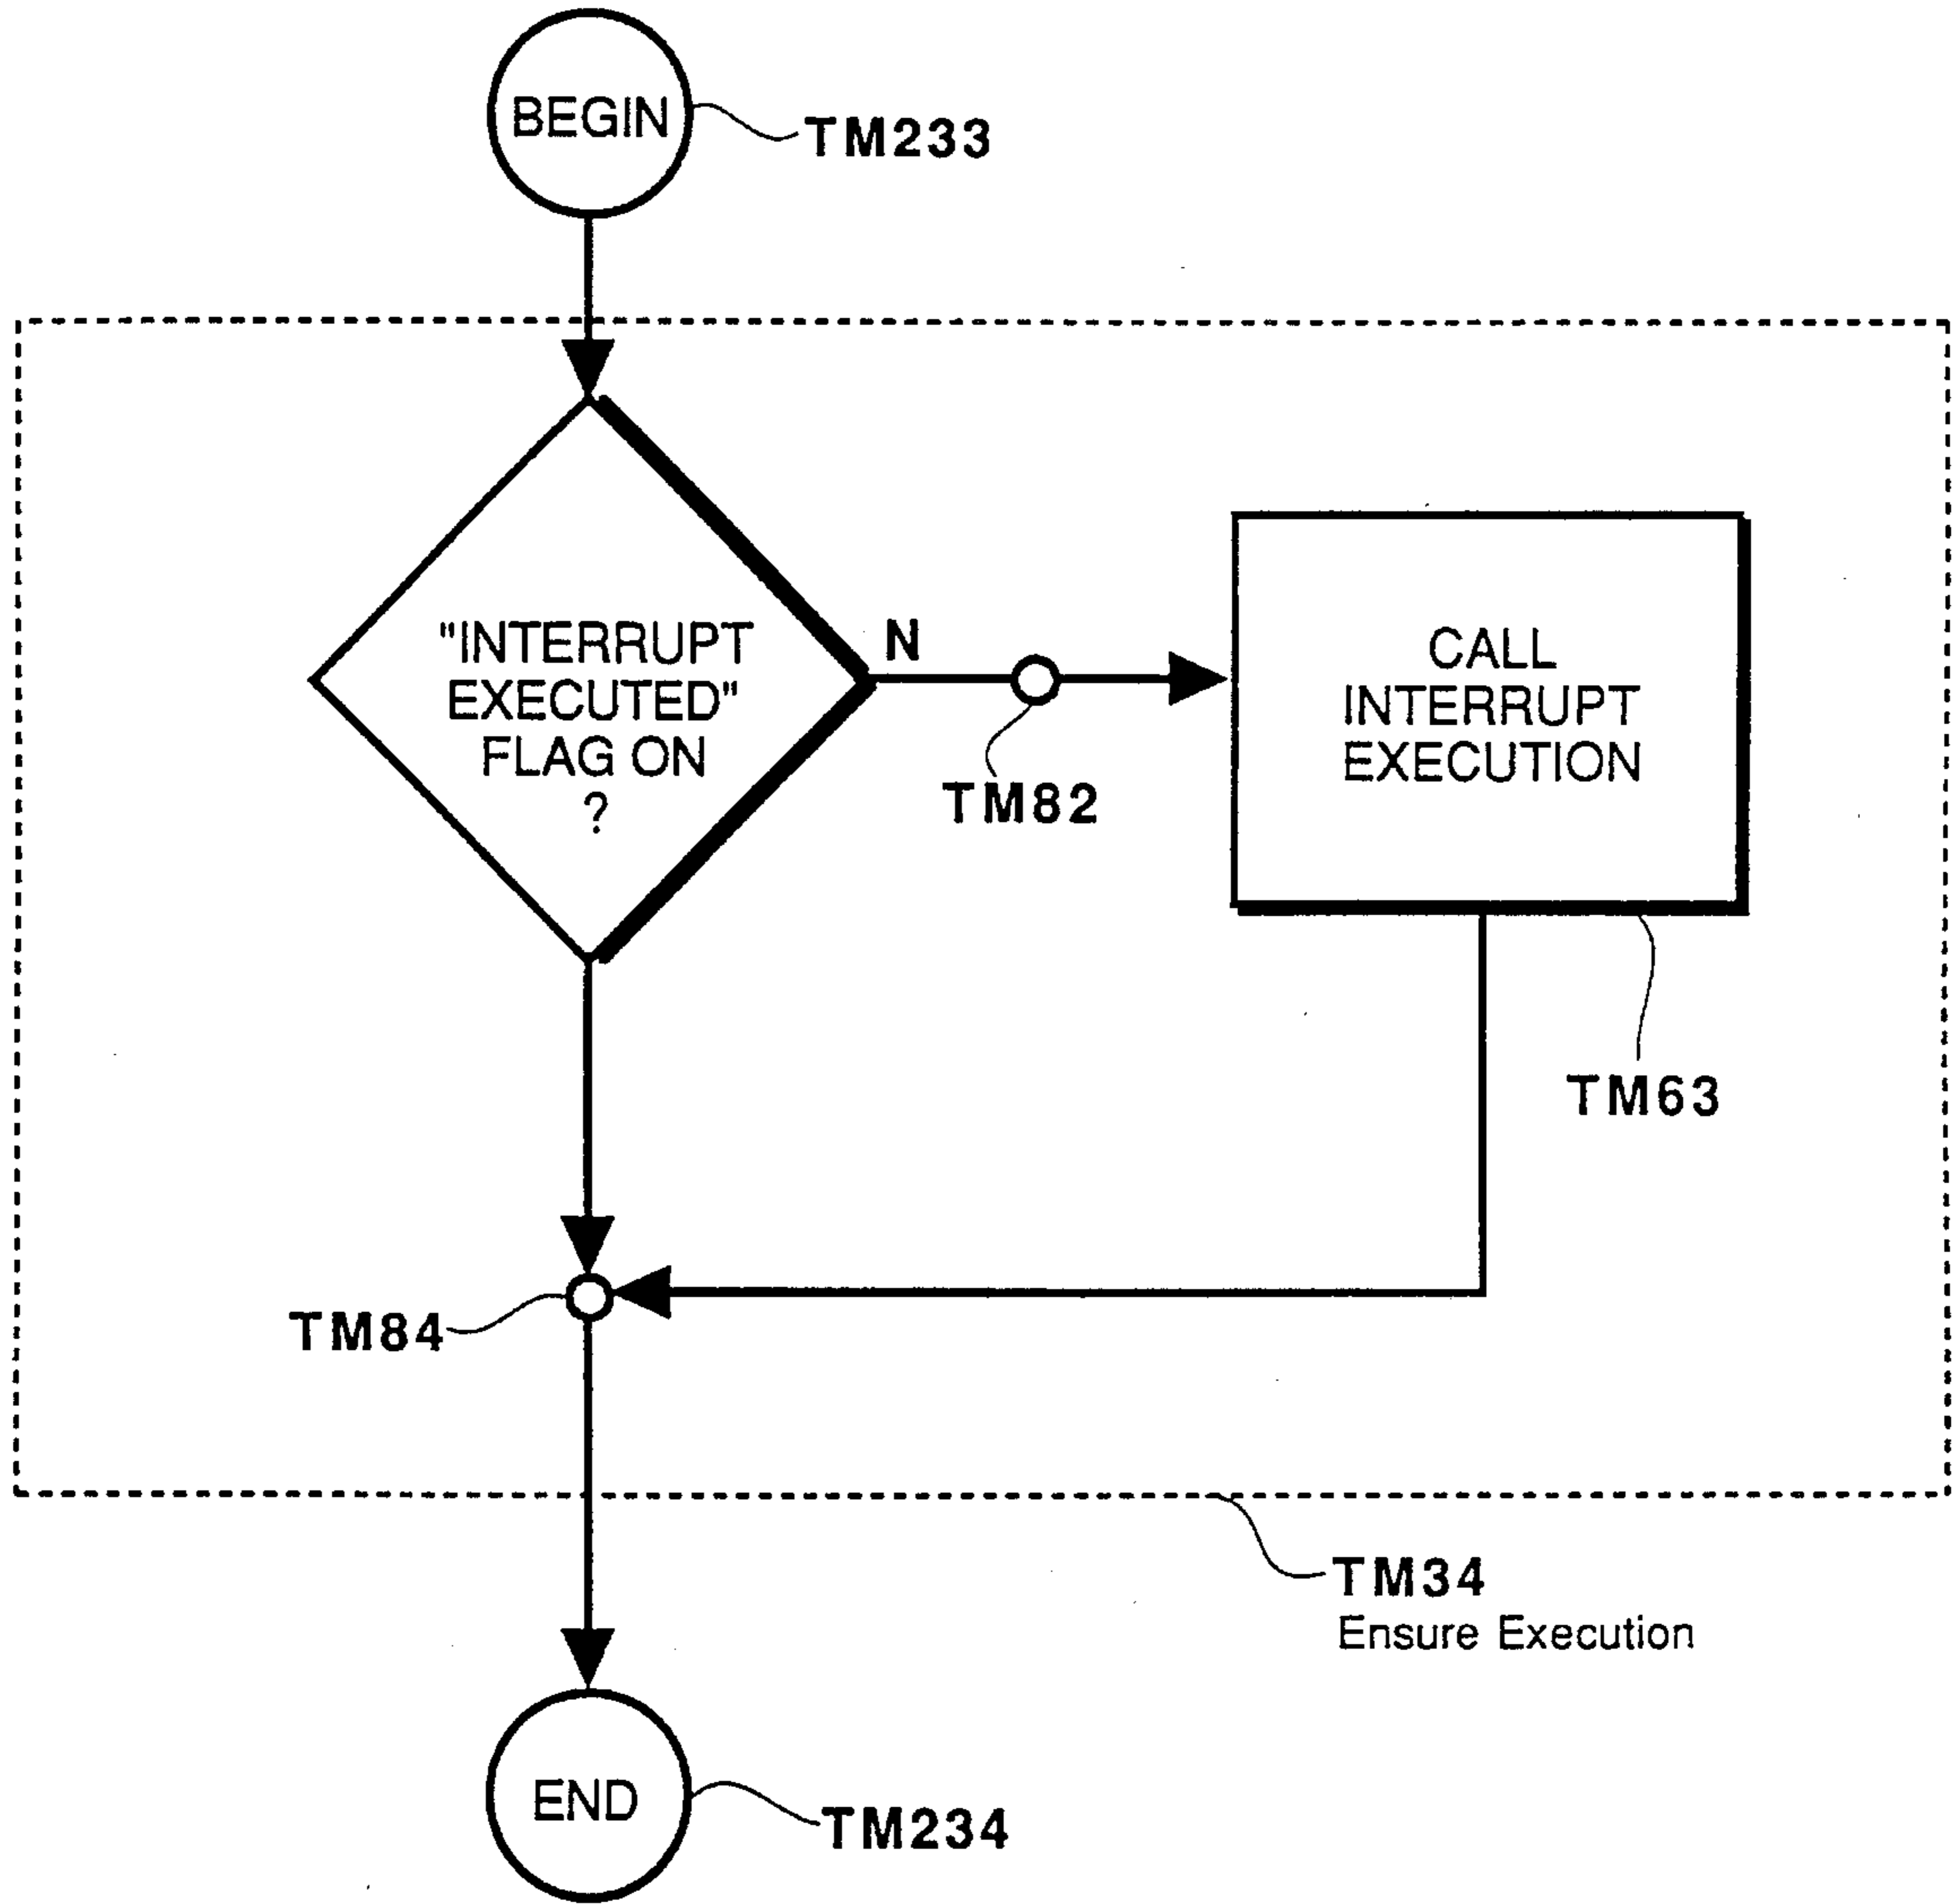 BEGIN
TM233
"INTERRUPT
EXECUTED"
FLAG ON
?
N
TM82
CALL
INTERRUPT
EXECUTION
TM63
TM84
TM34
Ensure Execution
END
TM234